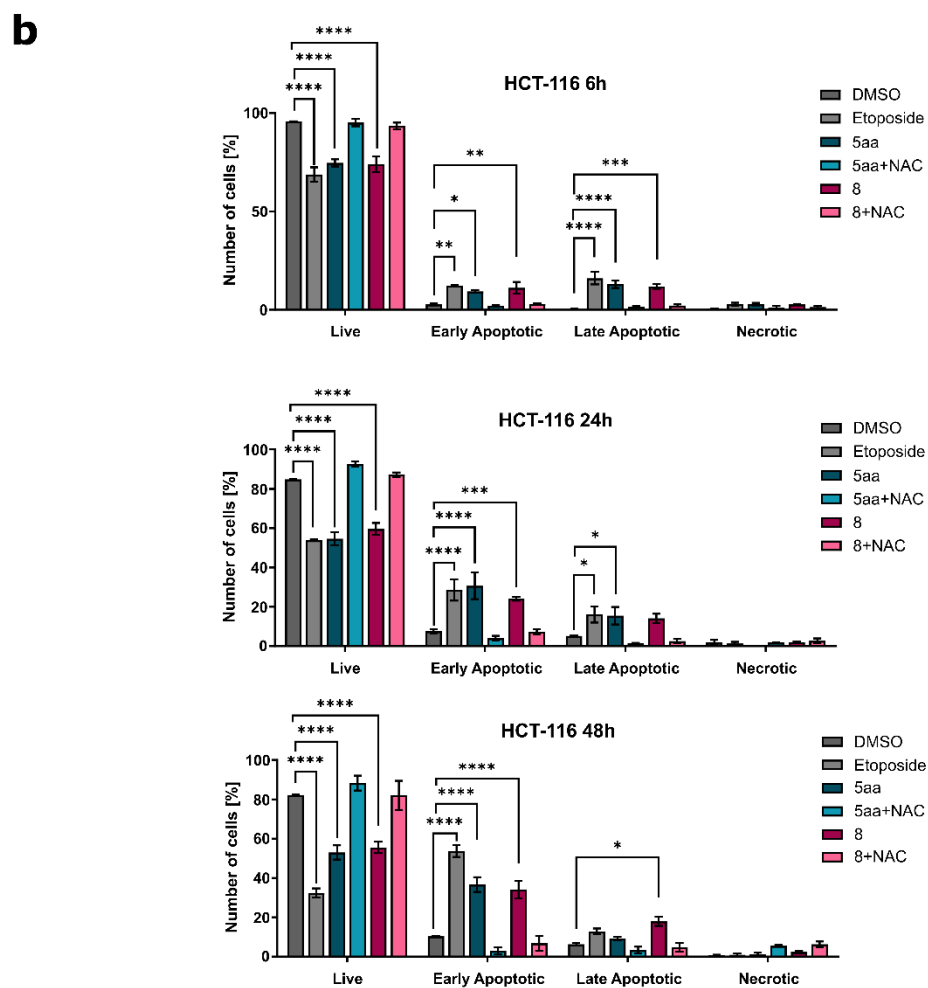 b
HCT-116 6h
****
****
****
**
*
**
***
****
****
Number of cells [%]
100
50
0
Live
Early Apoptotic
Late Apoptotic
Necrotic
DMSO
Etoposide
5aa
5aa+NAC
8
8+NAC
HCT-116 24h
****
****
****
***
****
****
*
*
Number of cells [%]
100
80
60
40
20
0
Live
Early Apoptotic
Late Apoptotic
Necrotic
DMSO
Etoposide
5aa
5aa+NAC
8
8+NAC
HCT-116 48h
****
****
****
****
****
****
*
Number of cells [%]
100
80
60
40
20
0
Live
Early Apoptotic
Late Apoptotic
Necrotic
DMSO
Etoposide
5aa
5aa+NAC
8
8+NAC